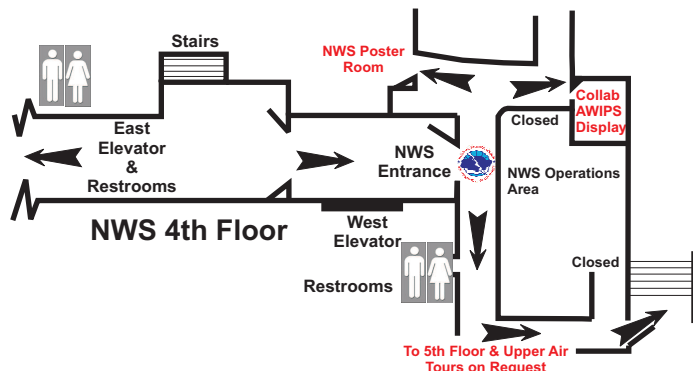 Stairs
NWS Poster
Room
Collab
AWIPS
Display
Closed
East
Elevator
&
Restrooms
NWS
Entrance
NWS Operations
Area
NWS 4th Floor
West
Elevator
Closed
Restrooms
To 5th Floor & Upper Air
Tours on Request